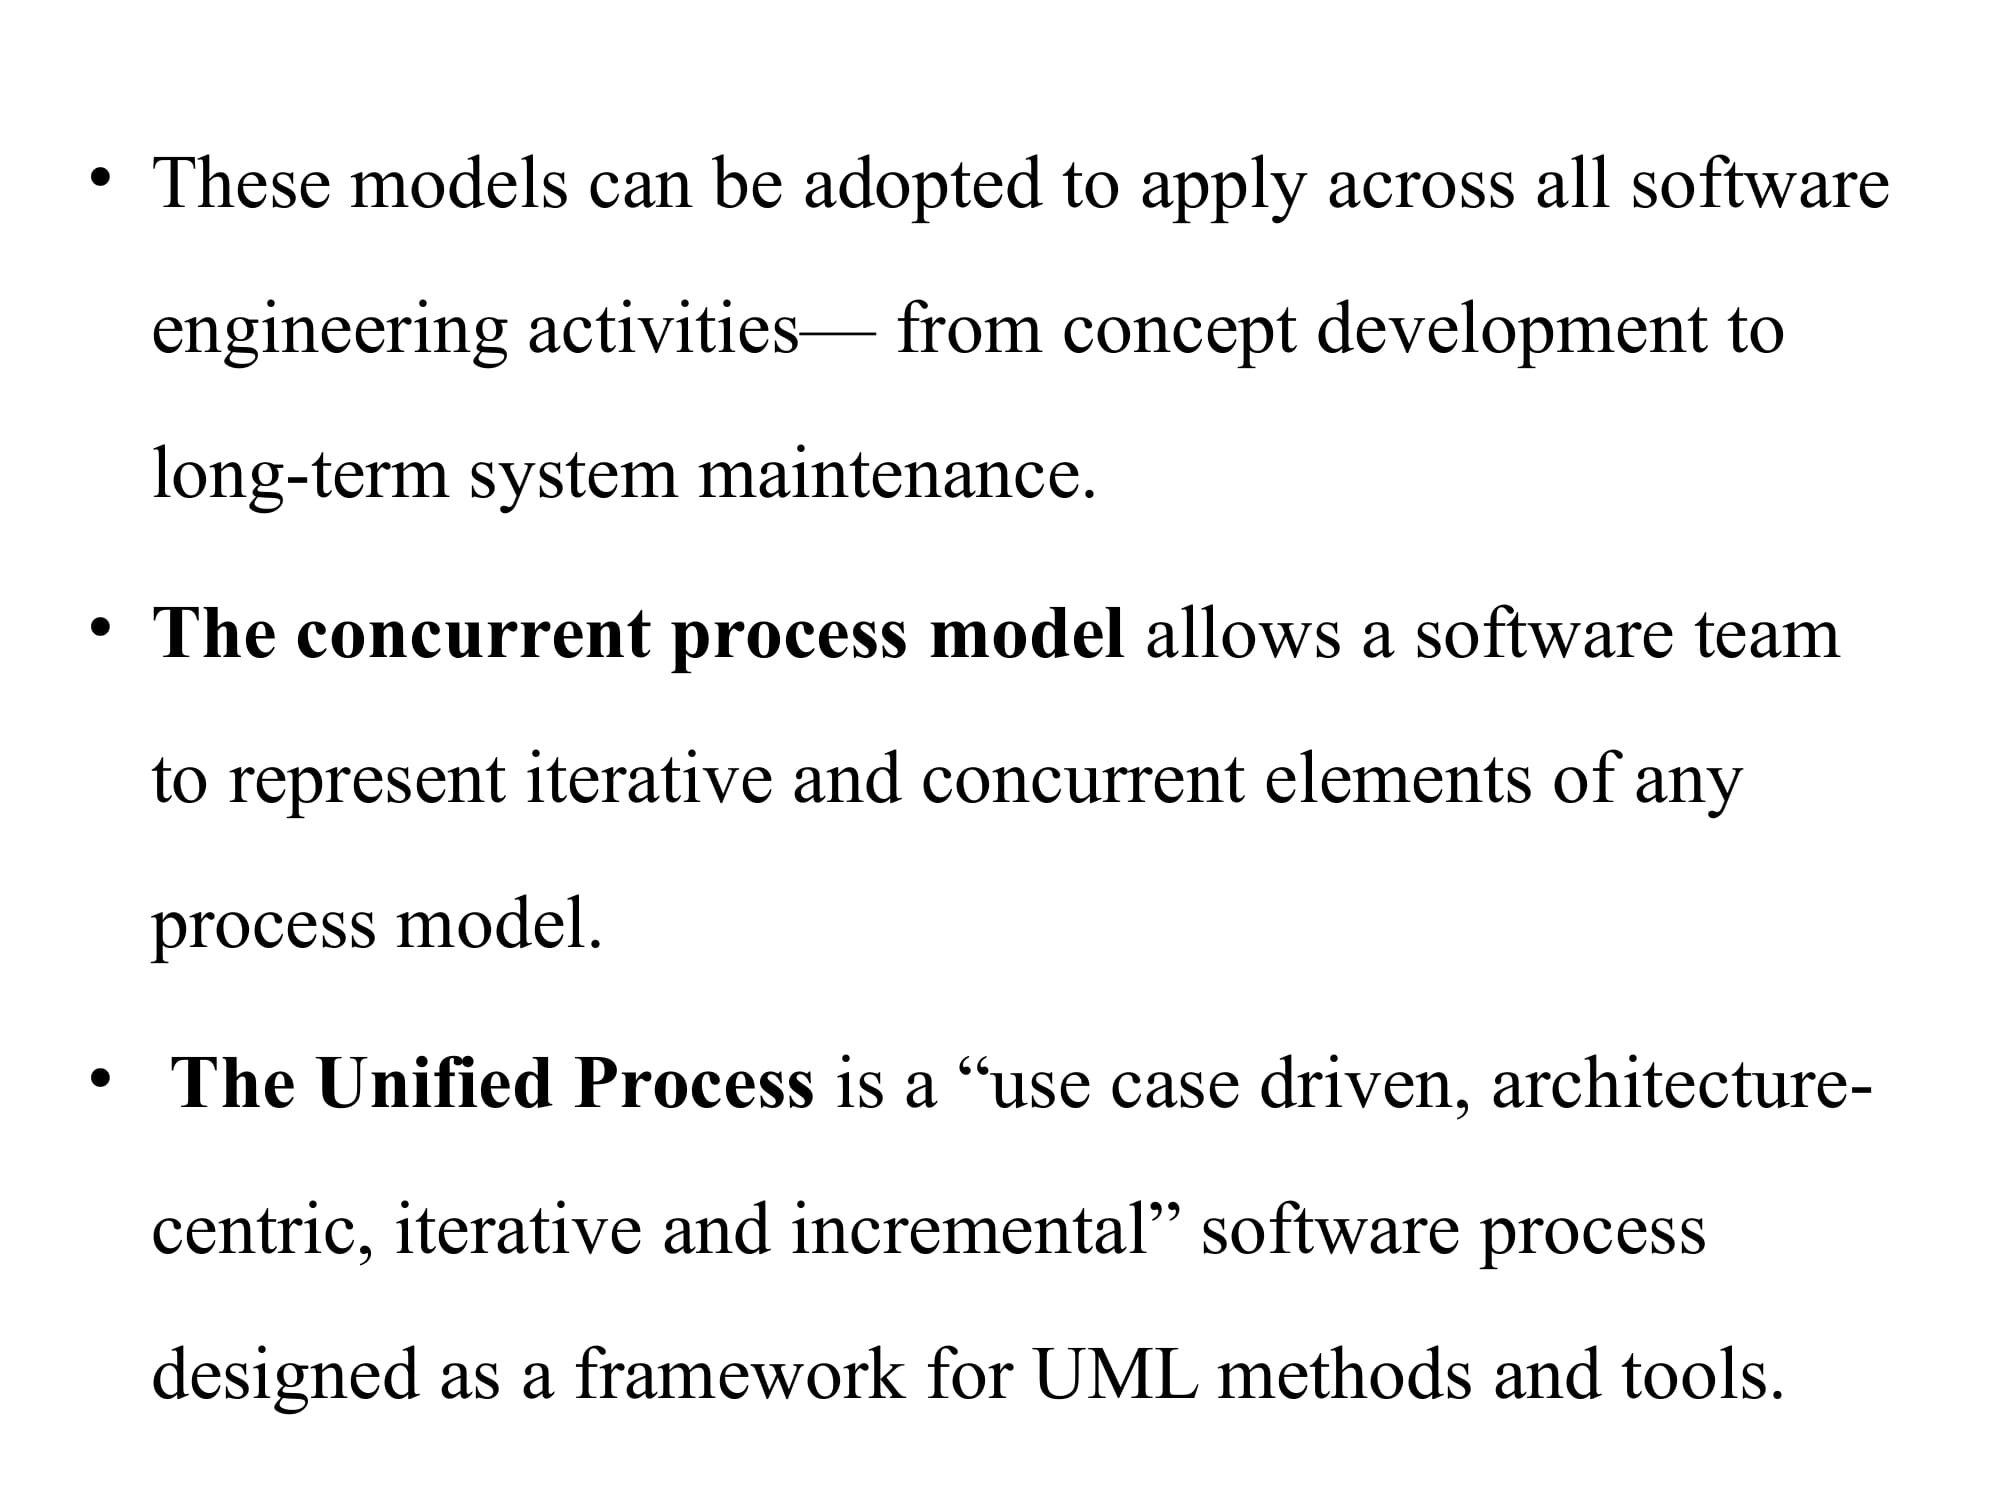 • These models can be adopted to apply across all software
engineering activities— from concept development to
long-term system maintenance.
• The concurrent process model allows a software team
to represent iterative and concurrent elements of any
process model.
• The Unified Process is a “use case driven, architecture-
centric, iterative and incremental” software process
designed as a framework for UML methods and tools.